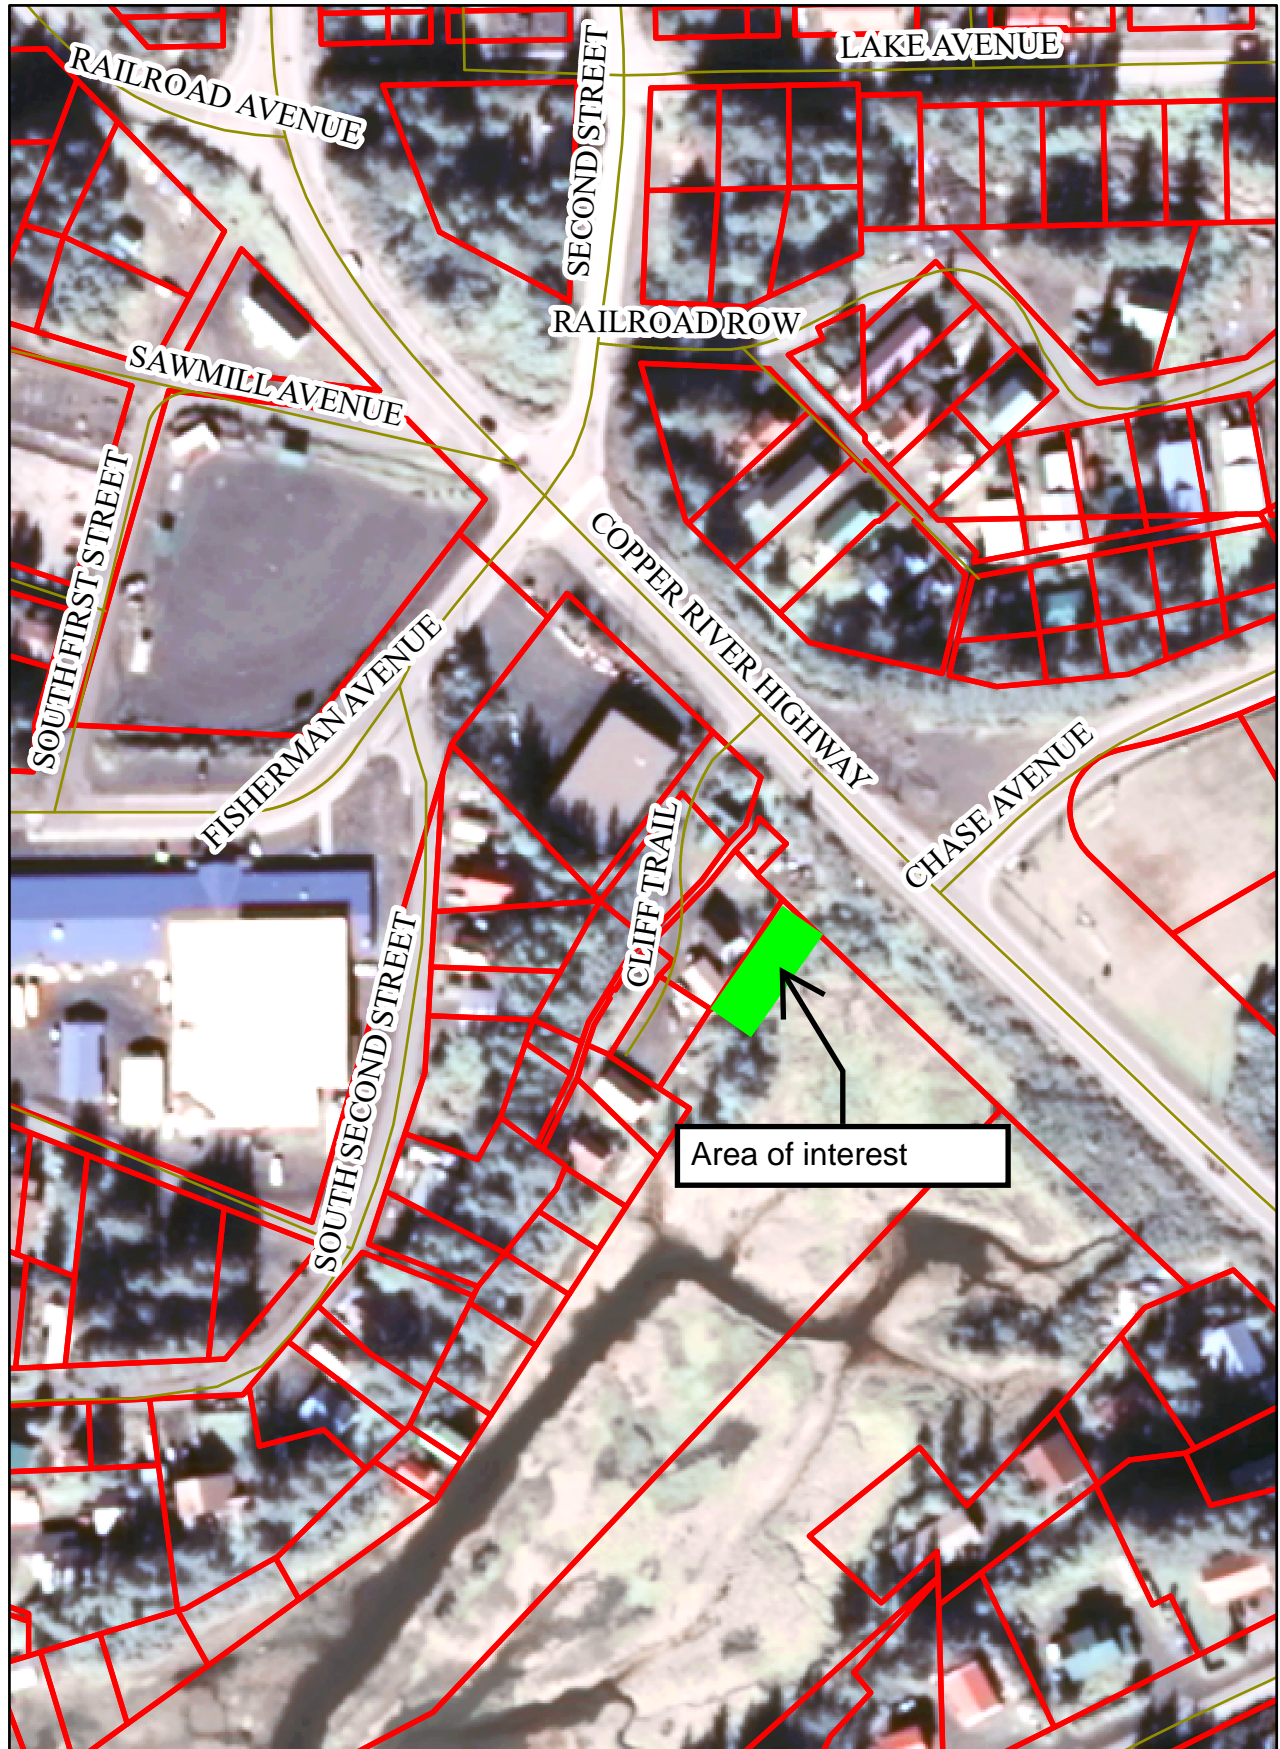 LAKE AVENUE
RAILROAD AVENUE
SECOND STREET
RAILROAD ROW
SAWMILL AVENUE
SOUTH FIRST STREET
COPPER RIVER HIGHWAY
FISHERMAN AVENUE
CHASE AVENUE
CLIFF TRAIL
SOUTH SECOND STREET
Area of interest